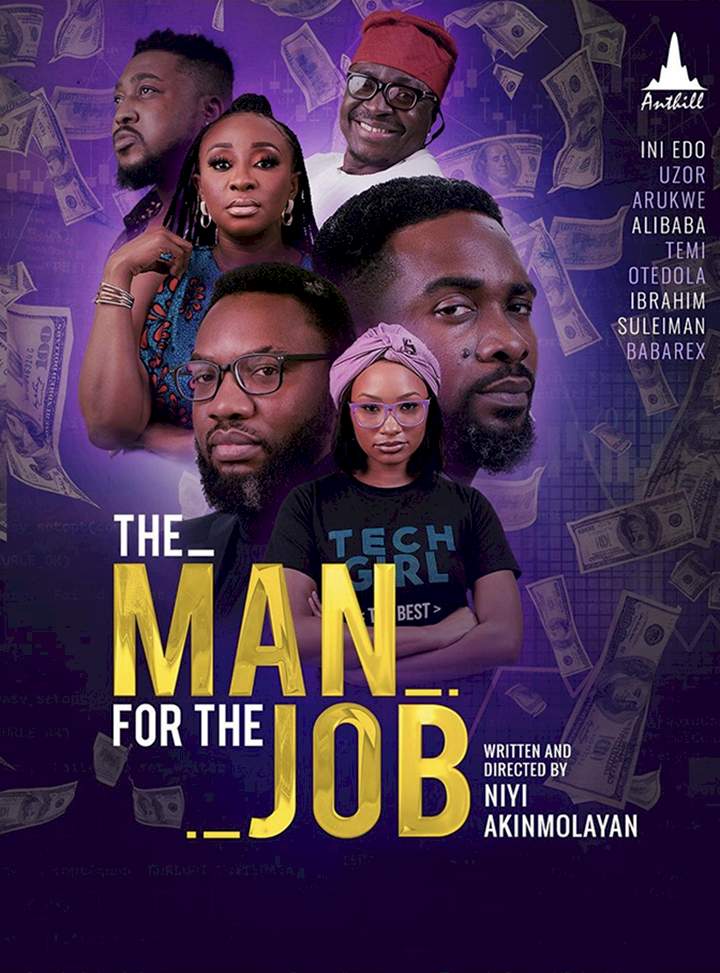 Anthill
INI EDO
UZOR
ARUKWE
ALIBABA
TEMI
OTEDOLA
IBRAHIM
SULEIMAN
BABAREX
TECH
GIRL
BEST >
THE_
MAN_
FOR THE
JOB
WRITTEN AND
DIRECTED BY
NIYI
AKINMOLAYAN